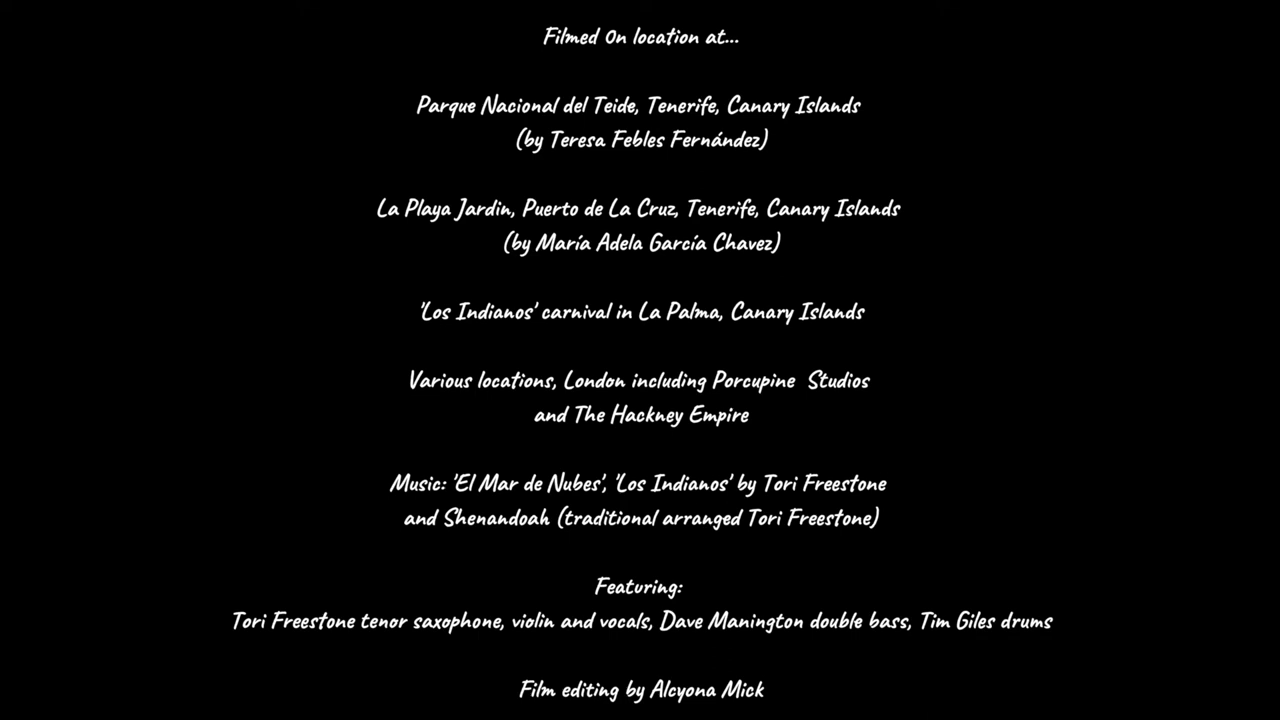 Filmed On location at...
Parque Nacional del Teide, Tenerife, Canary Islands
(by Teresa Febles Fernández)
La Playa Jardin, Puerto de La Cruz, Tenerife, Canary Islands
(by María Adela García Chavez)
'Los Indianos' carnival in La Palma, Canary Islands
Various locations, London including Porcupine  Studios
and The Hackney Empire
Music: 'El Mar de Nubes', 'Los Indianos' by Tori Freestone
and Shenandoah (traditional arranged Tori Freestone)
Featuring:
Tori Freestone tenor saxophone, violin and vocals, Dave Manington double bass, Tim Giles drums
Film editing by Alcyona Mick